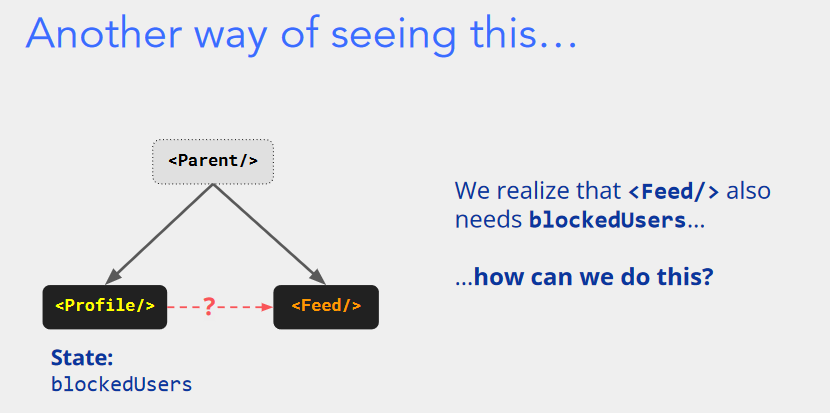 Another way of seeing this...
<Parent/>
We realize that <Feed/> also
needs blockedUsers...
...how can we do this?
<Profile/>
?
<Feed/>
State:
blockedUsers